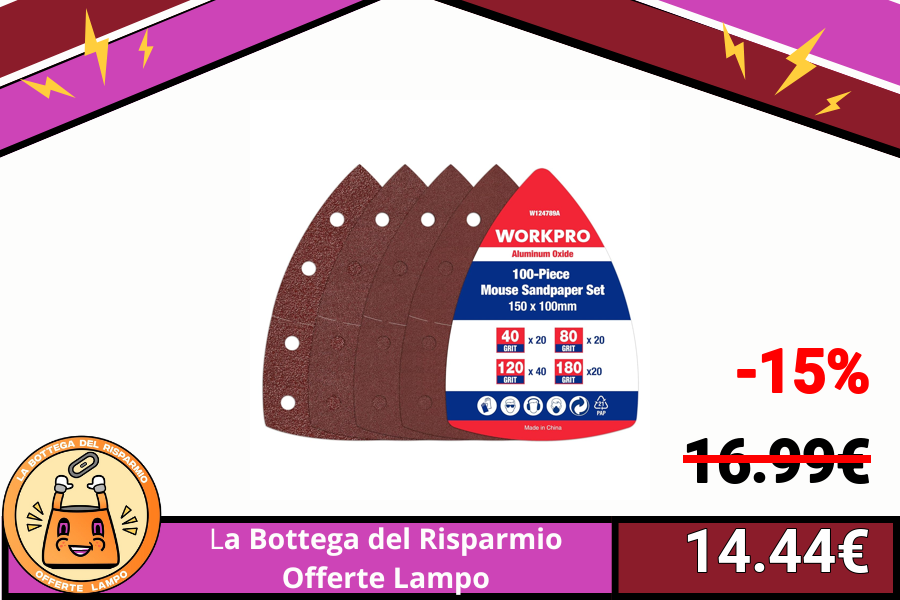 W124789A
WORKPRO
Aluminum Oxide
100-Piece
Mouse Sandpaper Set
150 x 100mm
40 GRIT x 20 80 GRIT x 20
120 GRIT x 40 180 GRIT x20
21
PAP
Made in China
-15%
16.99€
14.44€
LA BOTTEGA DEL RISPARMIO
OFFERTE LAMPO
La Bottega del Risparmio
Offerte Lampo